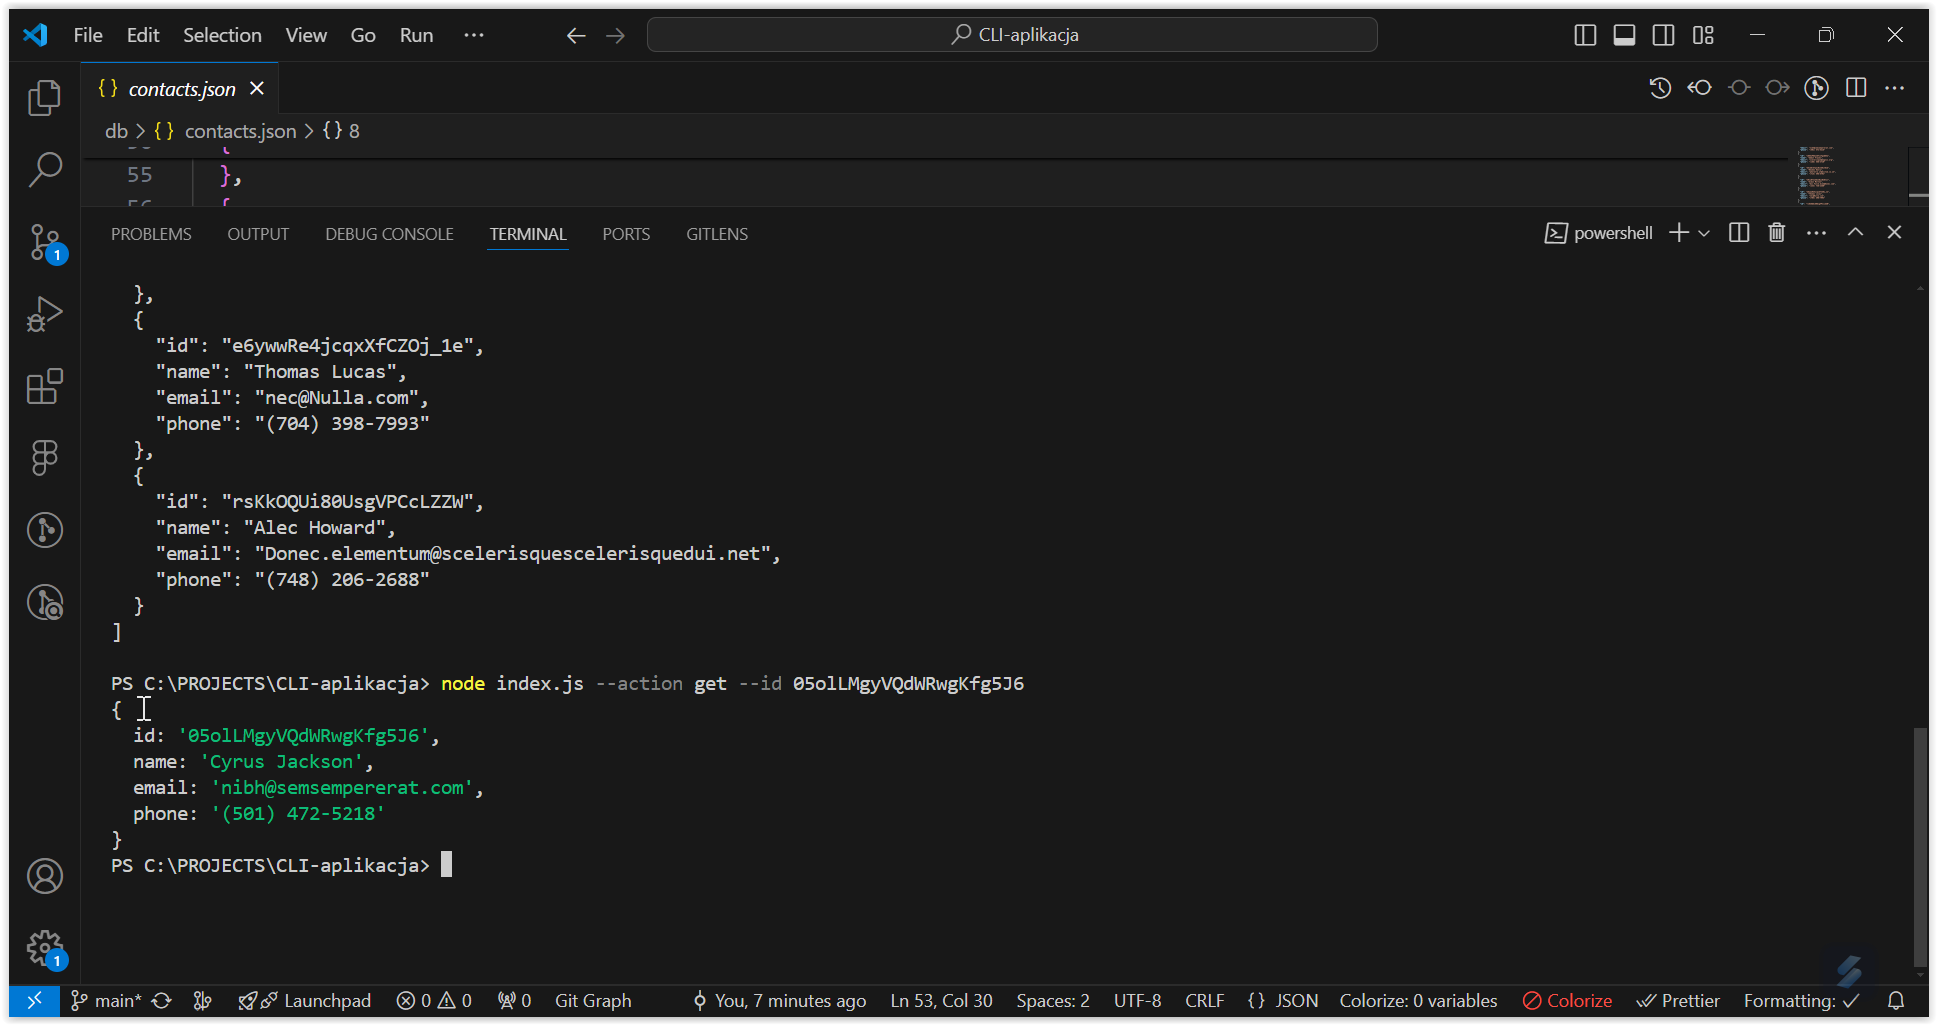 File Edit Selection View Go Run ··· CLI-aplikacja
{} contacts.json
db > {} contacts.json > {} 8
55 },
56 {
PROBLEMS OUTPUT DEBUG CONSOLE TERMINAL PORTS GITLENS powershell
},
{
"id": "e6ywwRe4jcqxXfCZOj_1e",
"name": "Thomas Lucas",
"email": "nec@Nulla.com",
"phone": "(704) 398-7993"
},
{
"id": "rsKkOQUi80UsgVPCcLZZW",
"name": "Alec Howard",
"email": "Donec.elementum@scelerisquescelerisquedui.net",
"phone": "(748) 206-2688"
}
]
PS C:\PROJECTS\CLI-aplikacja> node index.js --action get --id 05olLMgyVQdWRwgKfg5J6
{
id: '05olLMgyVQdWRwgKfg5J6',
name: 'Cyrus Jackson',
email: 'nibh@semsempererat.com',
phone: '(501) 472-5218'
}
PS C:\PROJECTS\CLI-aplikacja>
1
1
main* Launchpad 0 0 0 Git Graph You, 7 minutes ago Ln 53, Col 30 Spaces: 2 UTF-8 CRLF {} JSON Colorize: 0 variables Colorize Prettier Formatting: ✓